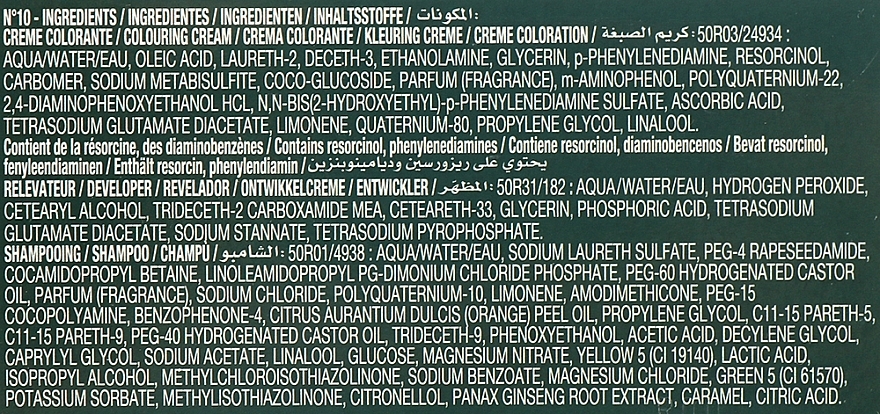 N°10 - INGREDIENTS / INGREDIENTES / INGREDIENTEN / INHALTSSTOFFE / المكونات :
CREME COLORANTE / COLOURING CREAM / CREMA COLORANTE / KLEURING CREME / CREME COLORATION / كريم الصبغة : 50R03/24934 :
AQUA/WATER/EAU, OLEIC ACID, LAURETH-2, DECETH-3, ETHANOLAMINE, GLYCERIN, p-PHENYLENEDIAMINE, RESORCINOL,
CARBOMER, SODIUM METABISULFITE, COCO-GLUCOSIDE, PARFUM (FRAGRANCE), m-AMINOPHENOL, POLYQUATERNIUM-22,
2,4-DIAMINOPHENOXYETHANOL HCL, N,N-BIS(2-HYDROXYETHYL)-p-PHENYLENEDIAMINE SULFATE, ASCORBIC ACID,
TETRASODIUM GLUTAMATE DIACETATE, LIMONENE, QUATERNIUM-80, PROPYLENE GLYCOL, LINALOOL.
Contient de la résorcine, des diaminobenzènes / Contains resorcinol, phenylenediamines / Contiene resorcinol, diaminobencenos / Bevat resorcinol,
fenyleendiaminen / Enthält resorcin, phenylendiamin / يحتوي على ريزورسين وديامينوبنزين
RELEVATEUR / DEVELOPER / REVELADOR / ONTWIKKELCREME / ENTWICKLER / المظهر : 50R31/182 : AQUA/WATER/EAU, HYDROGEN PEROXIDE,
CETEARYL ALCOHOL, TRIDECETH-2 CARBOXAMIDE MEA, CETEARETH-33, GLYCERIN, PHOSPHORIC ACID, TETRASODIUM
GLUTAMATE DIACETATE, SODIUM STANNATE, TETRASODIUM PYROPHOSPHATE.
SHAMPOOING / SHAMPOO / CHAMPÚ / الشامبو : 50R01/4938 : AQUA/WATER/EAU, SODIUM LAURETH SULFATE, PEG-4 RAPESEEDAMIDE,
COCAMIDOPROPYL BETAINE, LINOLEAMIDOPROPYL PG-DIMONIUM CHLORIDE PHOSPHATE, PEG-60 HYDROGENATED CASTOR
OIL, PARFUM (FRAGRANCE), SODIUM CHLORIDE, POLYQUATERNIUM-10, LIMONENE, AMODIMETHICONE, PEG-15
COCOPOLYAMINE, BENZOPHENONE-4, CITRUS AURANTIUM DULCIS (ORANGE) PEEL OIL, PROPYLENE GLYCOL, C11-15 PARETH-5,
C11-15 PARETH-9, PEG-40 HYDROGENATED CASTOR OIL, TRIDECETH-9, PHENOXYETHANOL, ACETIC ACID, DECYLENE GLYCOL,
CAPRYLYL GLYCOL, SODIUM ACETATE, LINALOOL, GLUCOSE, MAGNESIUM NITRATE, YELLOW 5 (CI 19140), LACTIC ACID,
ISOPROPYL ALCOHOL, METHYLCHLOROISOTHIAZOLINONE, SODIUM BENZOATE, MAGNESIUM CHLORIDE, GREEN 5 (CI 61570),
POTASSIUM SORBATE, METHYLISOTHIAZOLINONE, CITRONELLOL, PANAX GINSENG ROOT EXTRACT, CARAMEL, CITRIC ACID.